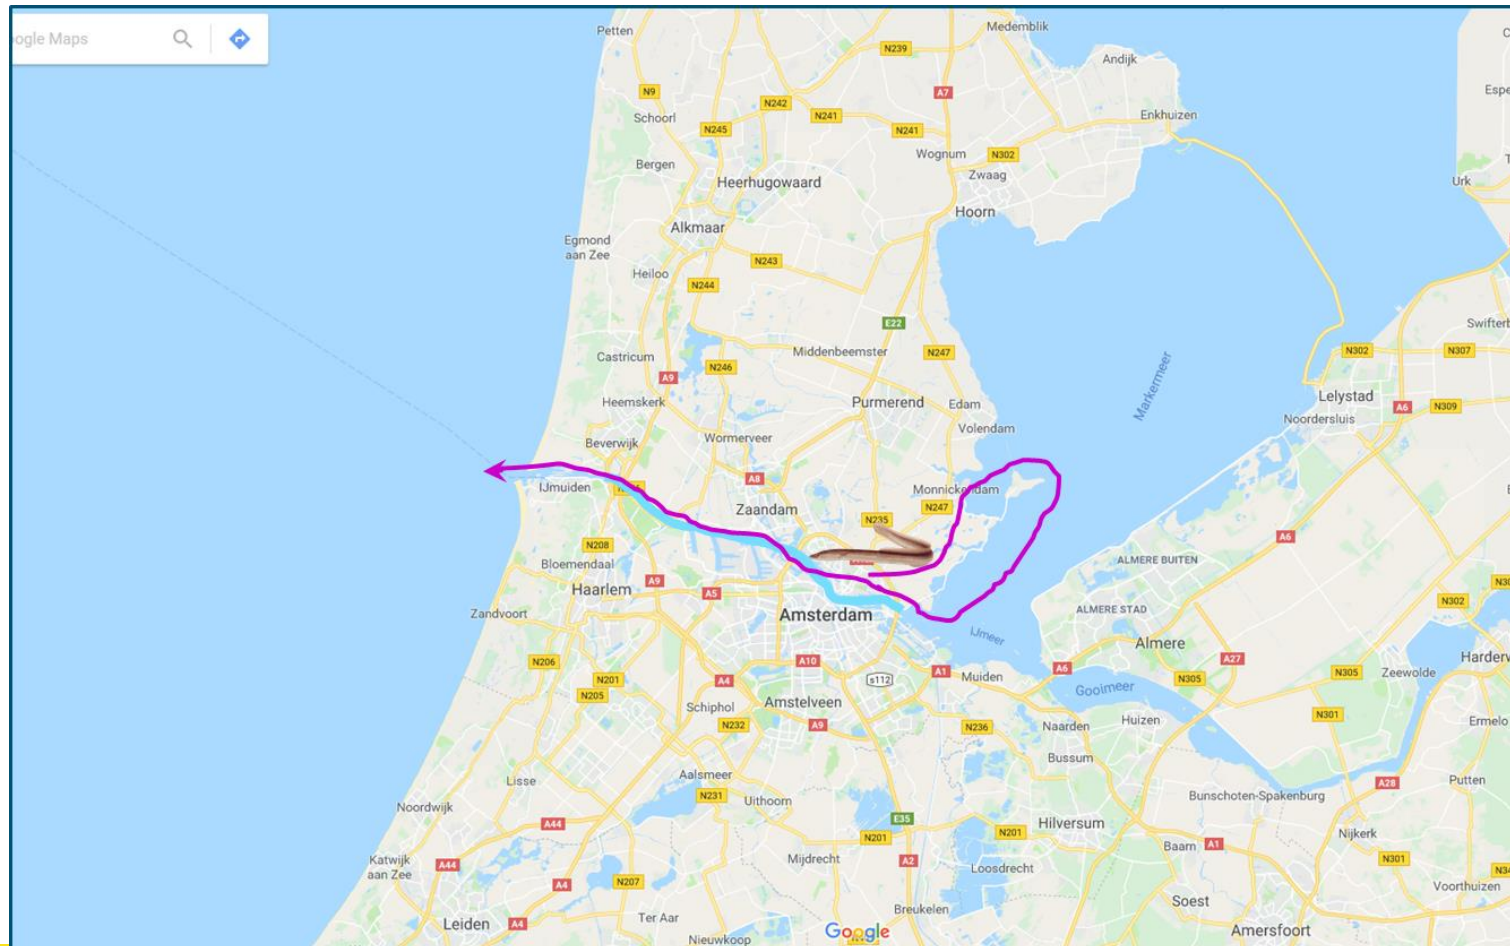 ogle Maps
Petten
Medemblik
N239
Andijk
N9
A7
N242
Schoorl
N241
Enkhuizen
N245
N241
Bergen
Wognum
N302
Zwaag
Heerhugowaard
Urk
Hoorn
Alkmaar
Egmond
aan Zee
N243
Heiloo
N244
E22
Swifterb
Markermeer
Castricum
Middenbeemster
N247
N302
N307
N246
A9
Heemskerk
Purmerend
Edam
Lelystad
A6
N309
Noordersluis
Volendam
Beverwijk
Wormerveer
A8
IJmuiden
Monnickendam
Zaandam
N247
N235
A6
N208
Bloemendaal
ALMERE BUITEN
Haarlem
A9
A5
N302
Zandvoort
Amsterdam
ALMERE STAD
IJmeer
Almere
N206
A10
A1
A6
A27
Harderw
N201
A4
s112
Muiden
N305
N305
Zeewolde
N205
Gooimeer
Schiphol
Amstelveen
N301
N232
A9
N236
Naarden
Huizen
Ermelo
Bussum
Aalsmeer
Lisse
N231
Uithoorn
A28
Putten
Noordwijk
Bunschoten-Spakenburg
A44
E35
N201
N201
Hilversum
Nijkerk
Baarn
A1
Katwijk
aan Zee
A44
Mijdrecht
A2
Loosdrecht
N301
A4
N207
Voorthuizen
Soest
Breukelen
Leiden
A4
Ter Aar
Nieuwkoop
Google
Amersfoort